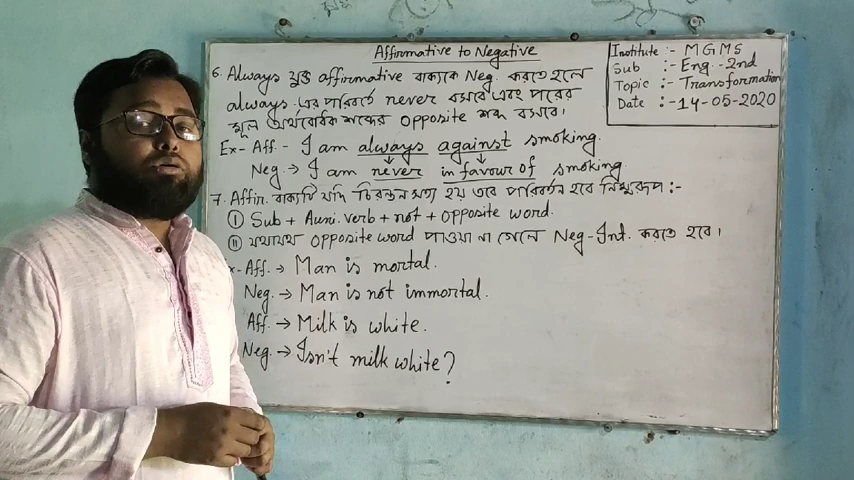 Affirmative to Negative
Institute :- MGMS
Sub :- Eng. -2nd
Topic :- Transformation
Date :-14-05-2020
6. Always যুক্ত affirmative বাক্যকে Neg. করতে হলে
always এর পরিবর্তে never বসবে এবং পরের
মূল অর্থবোধক শব্দের opposite শব্দ বসবে।
Ex- Aff - I am always against smoking.
Neg → I am never in favour of smoking.
7. Affir. বাক্যটি যদি চিরন্তন সত্য হয় তবে পরিবর্তন হবে নিম্নরূপ :-
(i) Sub + Auxi. verb + not + opposite word.
(ii) যথাযথ opposite word পাওয়া না গেলে Neg-Int. করতে হবে।
Aff. → Man is mortal.
Neg. → Man is not immortal.
Aff. → Milk is white.
Neg. → Isn't milk white?